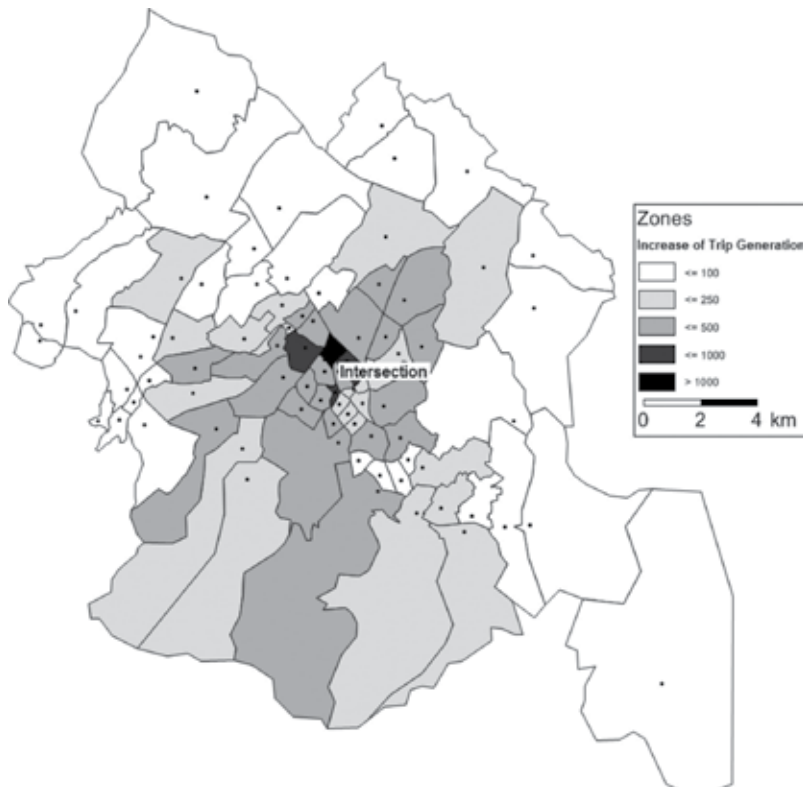 Zones
Increase of Trip Generation
<= 100
<= 250
<= 500
<= 1000
> 1000
0 2 4 km
Intersection